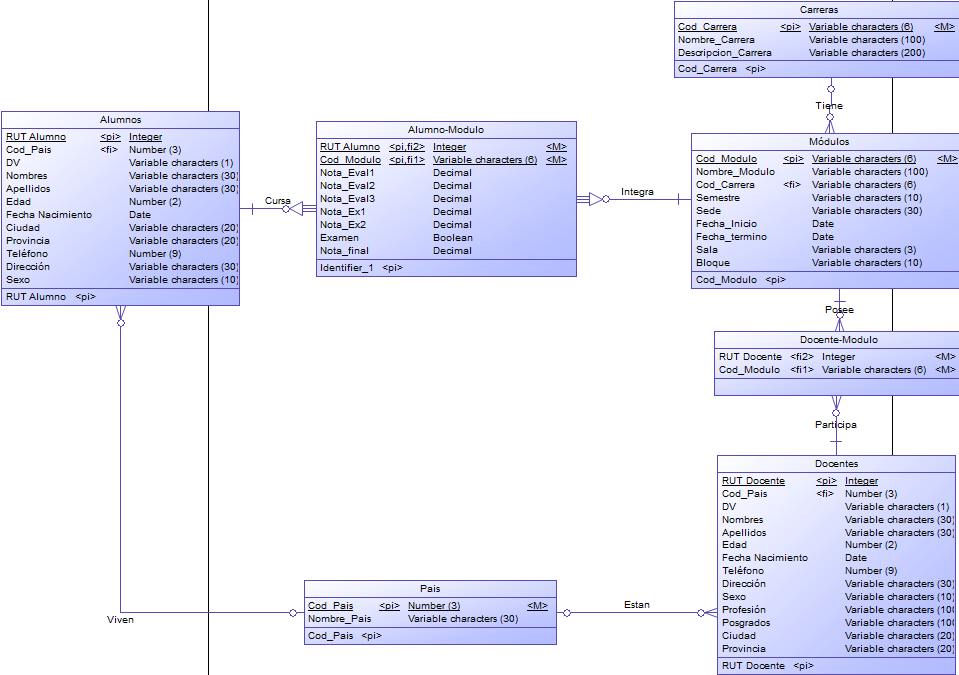 Carreras
Cod_Carrera <pi> Variable characters (6) <M>
Nombre_Carrera Variable characters (100)
Descripcion_Carrera Variable characters (200)
Cod_Carrera <pi>
Tiene
Alumnos
RUT Alumno <pi> Integer
Cod_Pais <fi> Number (3)
DV Variable characters (1)
Nombres Variable characters (30)
Apellidos Variable characters (30)
Edad Number (2)
Fecha Nacimiento Date
Ciudad Variable characters (20)
Provincia Variable characters (20)
Teléfono Number (9)
Dirección Variable characters (30)
Sexo Variable characters (10)
RUT Alumno <pi>
Cursa
Alumno-Modulo
RUT Alumno <pi,fi2> Integer <M>
Cod_Modulo <pi,fi1> Variable characters (6) <M>
Nota_Eval1 Decimal
Nota_Eval2 Decimal
Nota_Eval3 Decimal
Nota_Ex1 Decimal
Nota_Ex2 Decimal
Examen Boolean
Nota_final Decimal
Identifier_1 <pi>
Integra
Módulos
Cod_Modulo <pi> Variable characters (6) <M>
Nombre_Modulo Variable characters (100)
Cod_Carrera <fi> Variable characters (6)
Semestre Variable characters (10)
Sede Variable characters (30)
Fecha_Inicio Date
Fecha_termino Date
Sala Variable characters (3)
Bloque Variable characters (10)
Cod_Modulo <pi>
Posee
Docente-Modulo
RUT Docente <fi2> Integer <M>
Cod_Modulo <fi1> Variable characters (6) <M>
Participa
Docentes
RUT Docente <pi> Integer
Cod_Pais <fi> Number (3)
DV Variable characters (1)
Nombres Variable characters (30)
Apellidos Variable characters (30)
Edad Number (2)
Fecha Nacimiento Date
Teléfono Number (9)
Dirección Variable characters (30)
Sexo Variable characters (10)
Profesión Variable characters (100
Posgrados Variable characters (100
Ciudad Variable characters (20)
Provincia Variable characters (20)
RUT Docente <pi>
Pais
Cod_Pais <pi> Number (3) <M>
Nombre_Pais Variable characters (30)
Cod_Pais <pi>
Estan
Viven